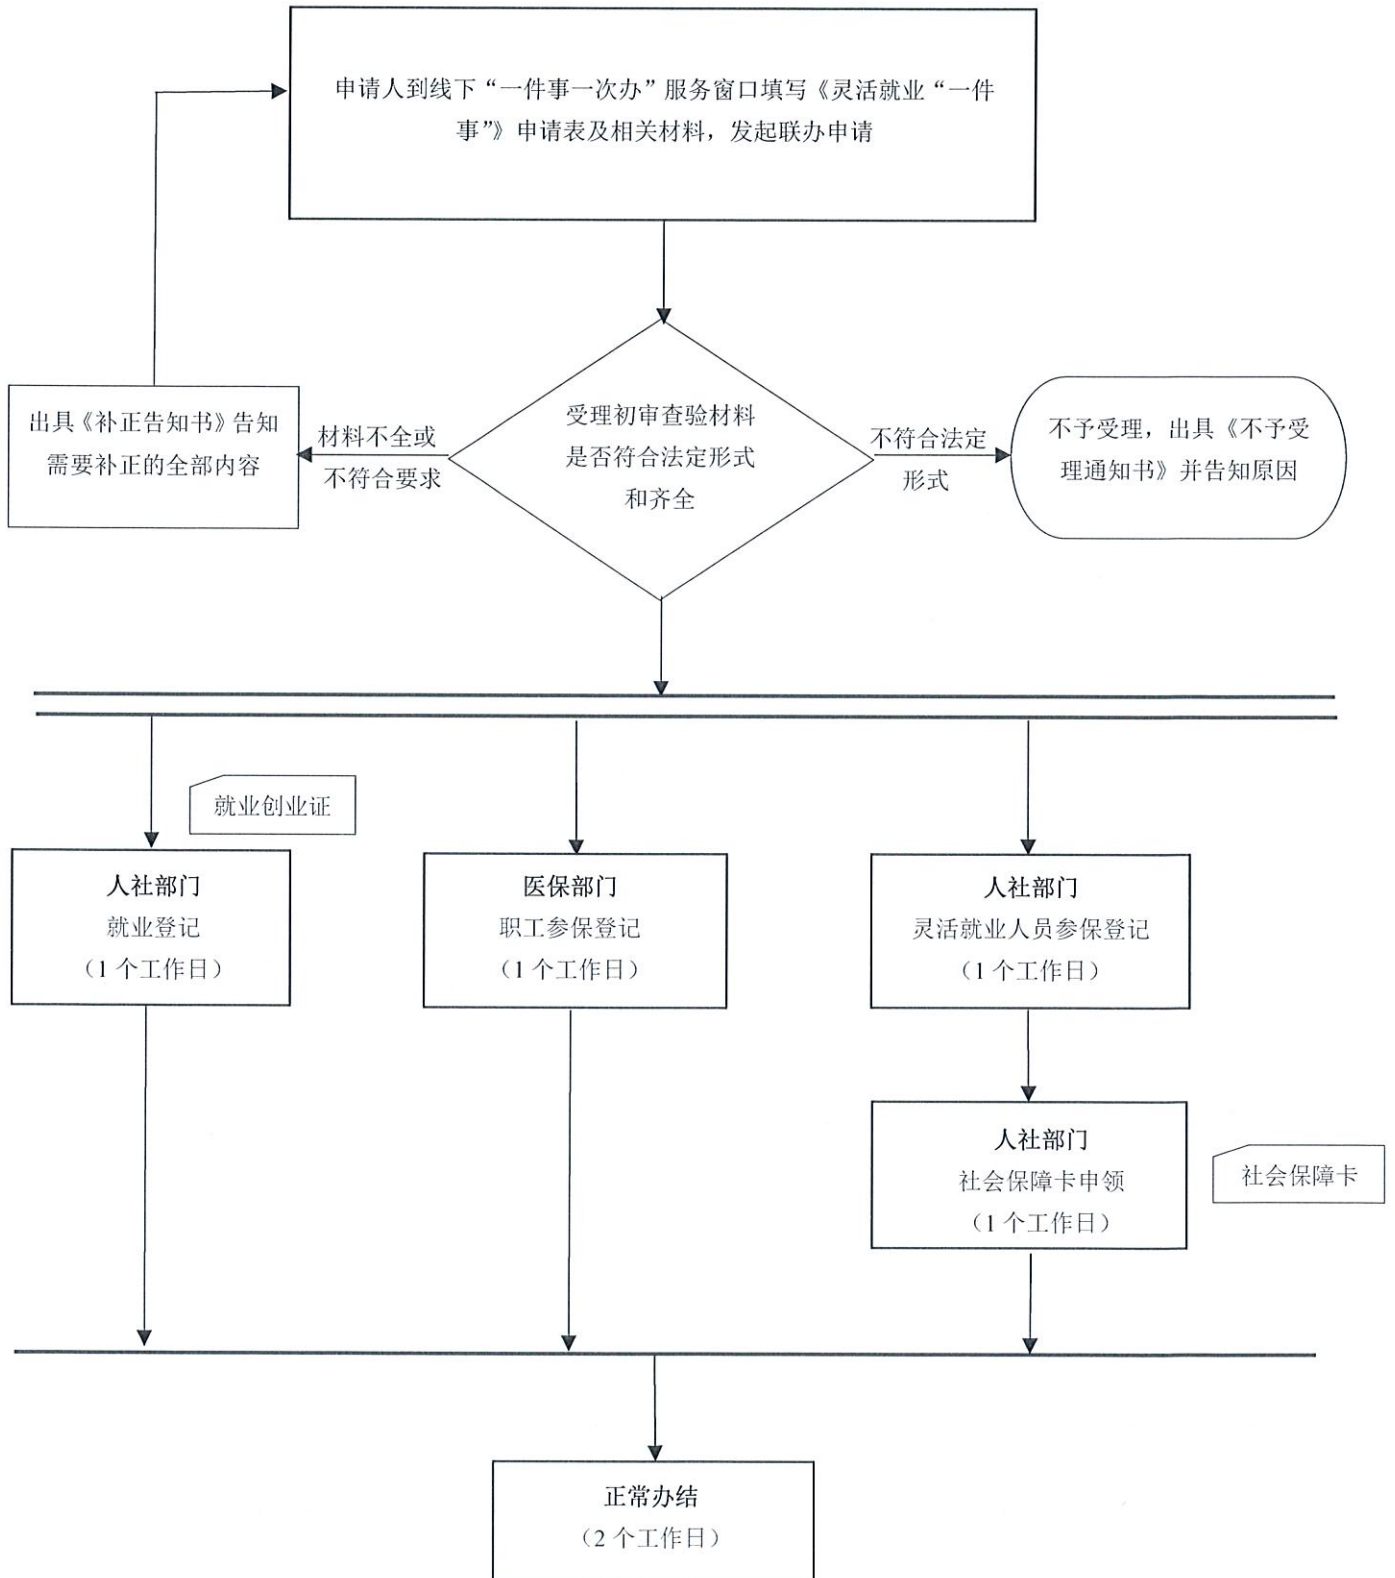 申请人到线下“一件事一次办”服务窗口填写《灵活就业“一件
事”》申请表及相关材料，发起联办申请
出具《补正告知书》告知
需要补正的全部内容
材料不全或
不符合要求
受理初审查验材料
是否符合法定形式
和齐全
不符合法定
形式
不予受理，出具《不予受
理通知书》并告知原因
就业创业证
人社部门
就业登记
（1 个工作日）
医保部门
职工参保登记
（1 个工作日）
人社部门
灵活就业人员参保登记
（1 个工作日）
人社部门
社会保障卡申领
（1 个工作日）
社会保障卡
正常办结
（2 个工作日）